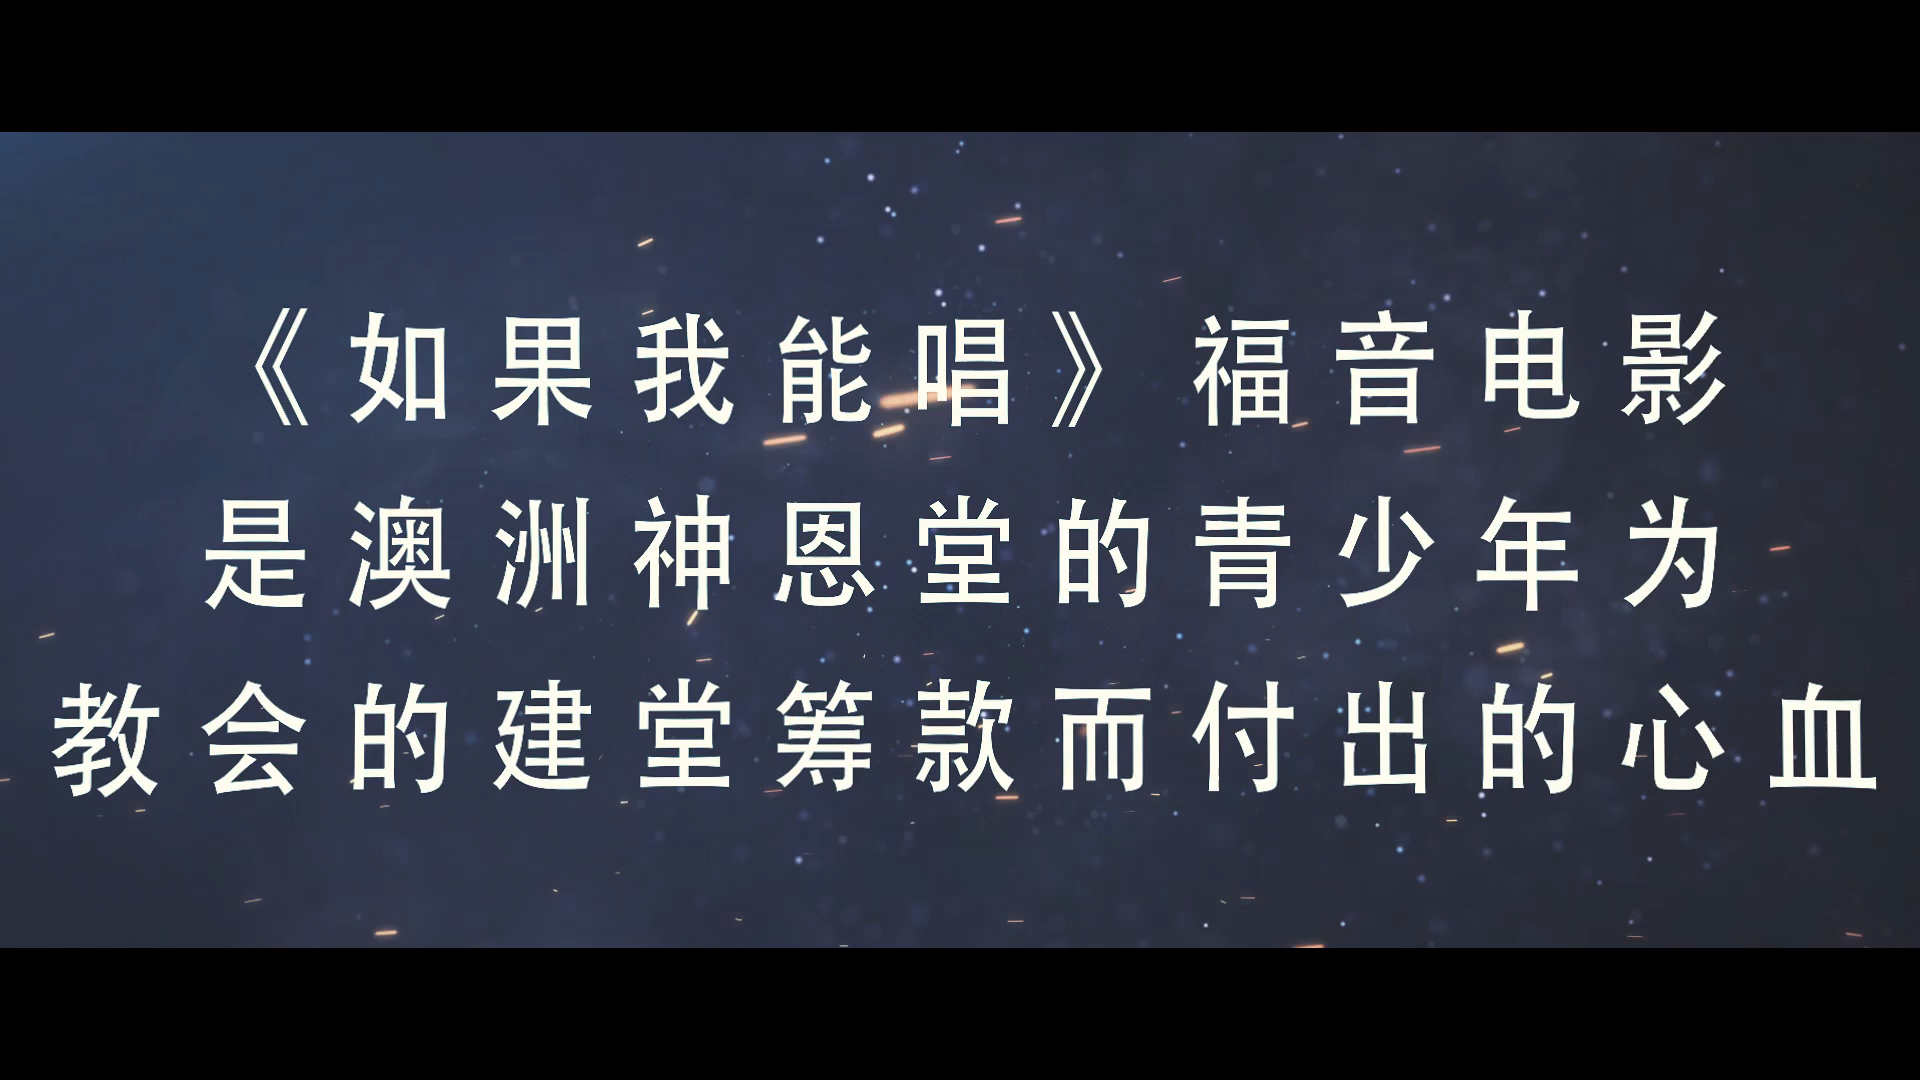 《如果我能唱》福音电影
是澳洲神恩堂的青少年为
教会的建堂筹款而付出的心血